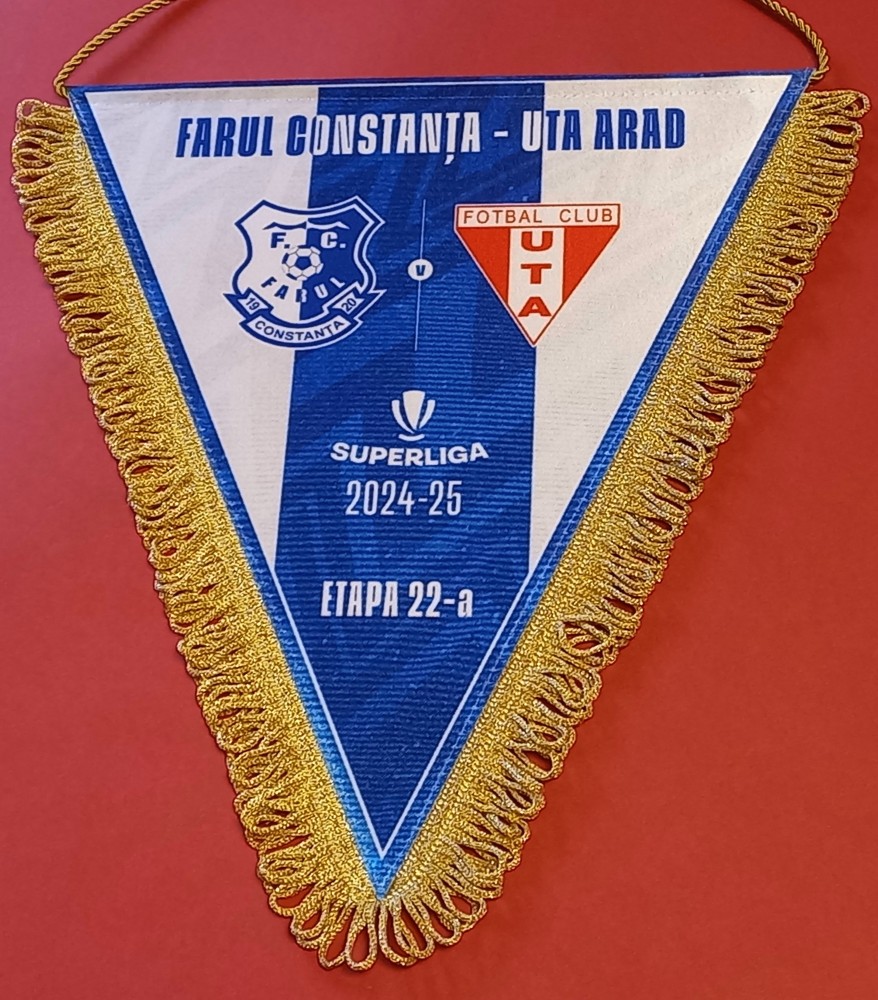 FARUL CONSTANȚA - UTA ARAD
F. C.
FARUL
19 20
CONSTANȚA
v
FOTBAL CLUB
UTA
SUPERLIGA
2024-25
ETAPA 22-a